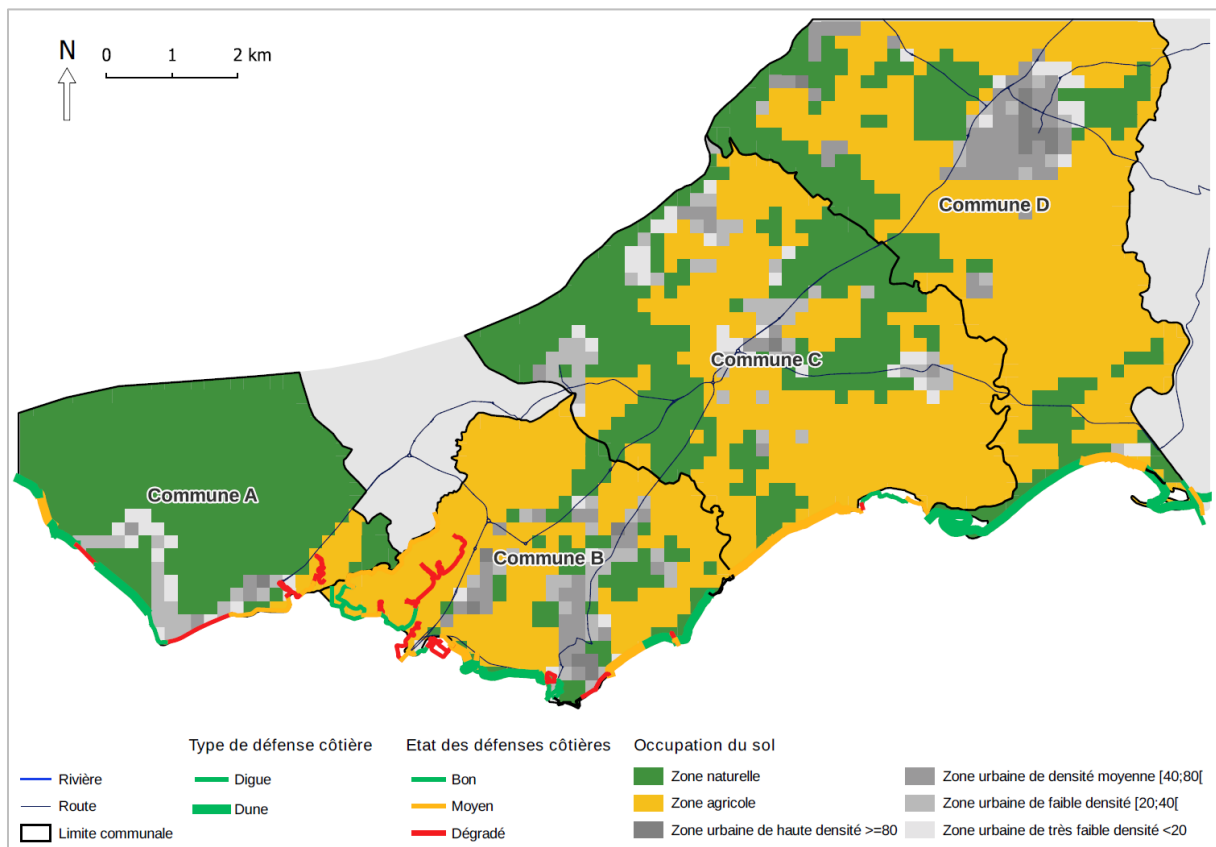 N
0 1 2 km
Commune D
Commune C
Commune A
Commune B
Type de défense côtière
Etat des défenses côtières
Occupation du sol
Rivière
Digue
Bon
Zone naturelle
Zone urbaine de densité moyenne [40;80[
Route
Dune
Moyen
Zone agricole
Zone urbaine de faible densité [20;40[
Limite communale
Dégradé
Zone urbaine de haute densité >=80
Zone urbaine de très faible densité <20